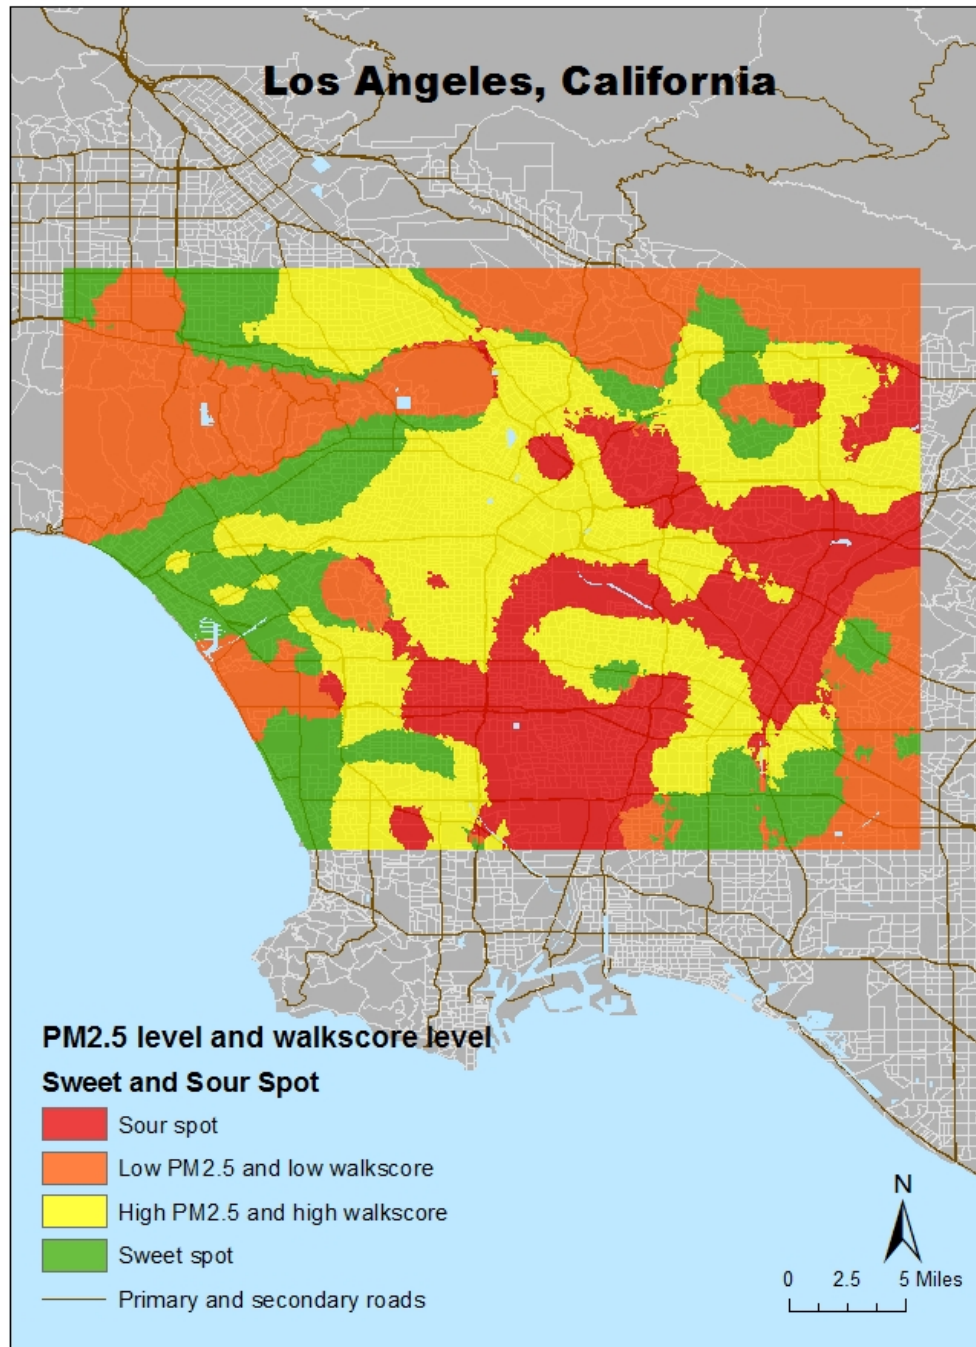 Los Angeles, California
PM2.5 level and walkscore level
Sweet and Sour Spot
Sour spot
Low PM2.5 and low walkscore
High PM2.5 and high walkscore
Sweet spot
Primary and secondary roads
N
0 2.5 5 Miles